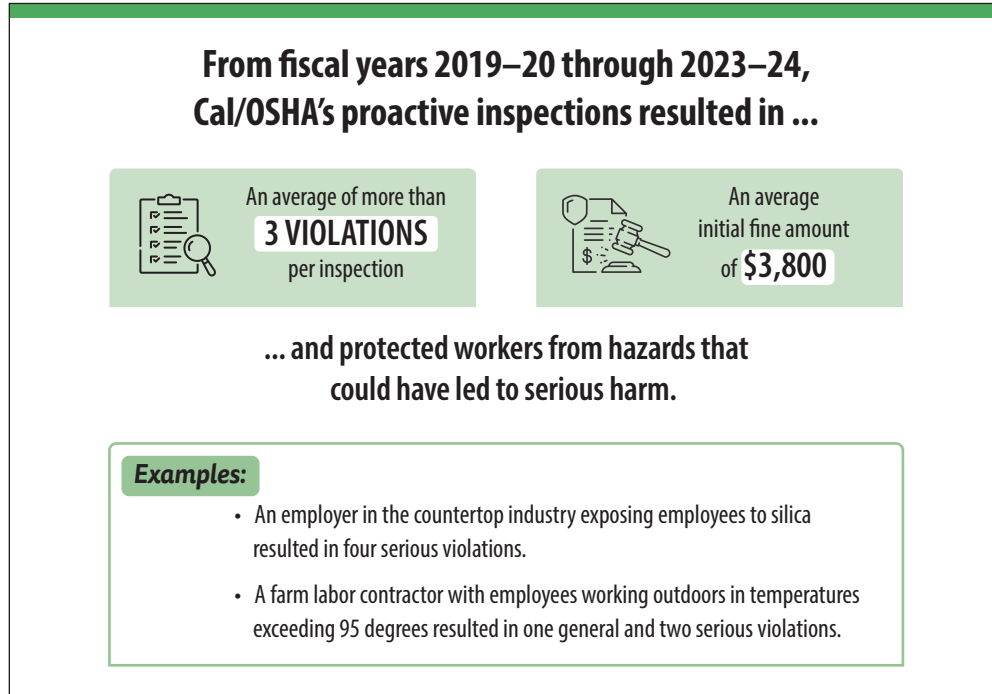 From fiscal years 2019–20 through 2023–24,
Cal/OSHA's proactive inspections resulted in ...
An average of more than
3 VIOLATIONS
per inspection
An average
initial fine amount
of $3,800
$
... and protected workers from hazards that
could have led to serious harm.
Examples:
• An employer in the countertop industry exposing employees to silica
resulted in four serious violations.
• A farm labor contractor with employees working outdoors in temperatures
exceeding 95 degrees resulted in one general and two serious violations.